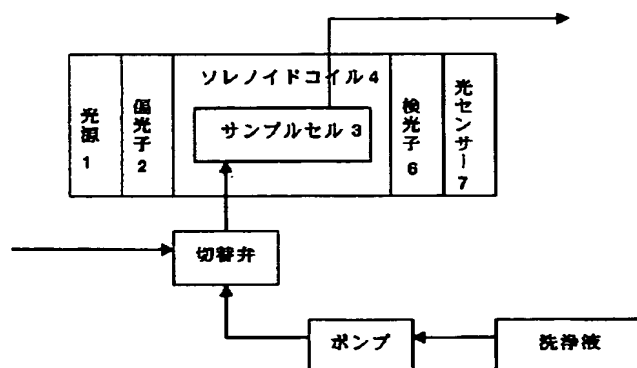 ソレノイドコイル4
光源1
偏光子2
サンプルセル3
検光子6
光センサー7
切替弁
ポンプ
洗浄液